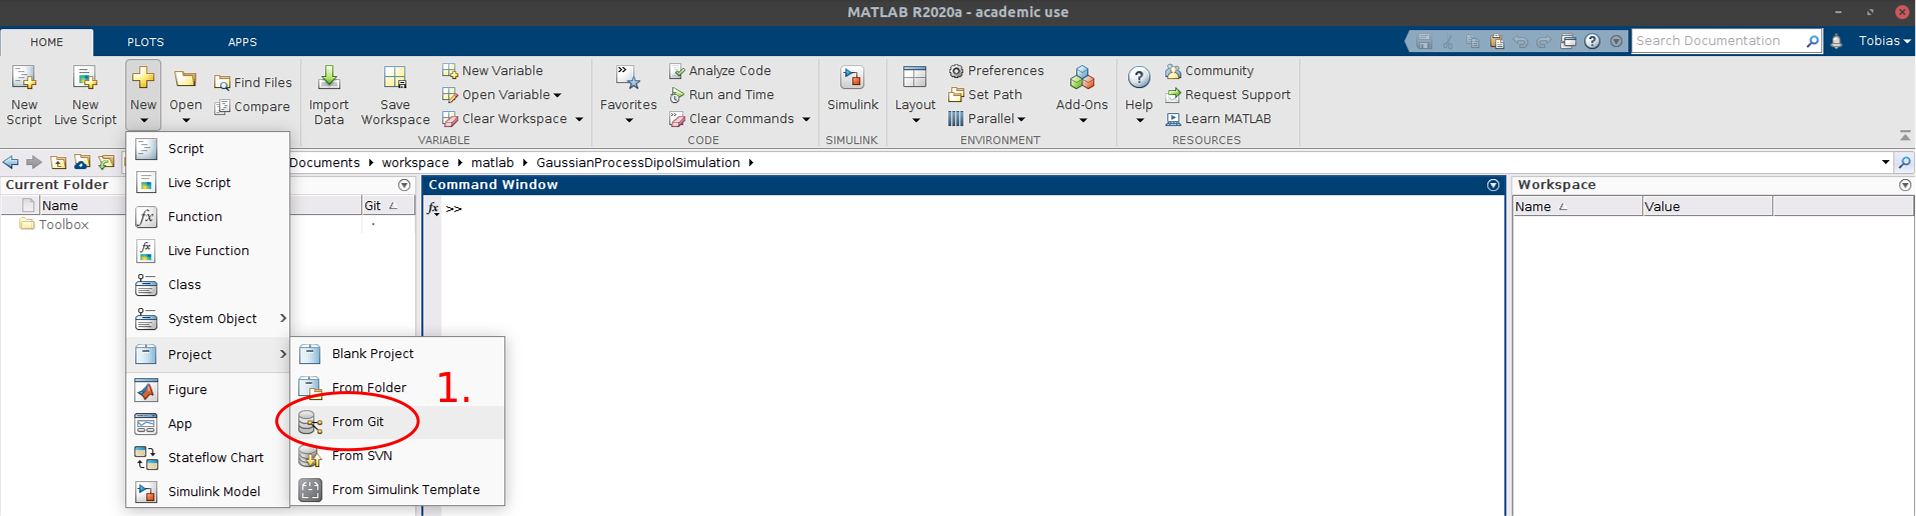 MATLAB R2020a - academic use
HOME PLOTS APPS
Search Documentation
Tobias
New Script
New Live Script
New
Open
Find Files
Compare
Import Data
Save Workspace
New Variable
Open Variable
Clear Workspace
VARIABLE
Favorites
Analyze Code
Run and Time
Clear Commands
CODE
Simulink
SIMULINK
Layout
Preferences
Set Path
Parallel
Add-Ons
ENVIRONMENT
Help
Community
Request Support
Learn MATLAB
RESOURCES
Documents workspace matlab GaussianProcessDipolSimulation
Current Folder
Name Git
Toolbox
Script
Live Script
Function
Live Function
Class
System Object
Project
Figure
App
Stateflow Chart
Simulink Model
Blank Project
From Folder
1.
From Git
From SVN
From Simulink Template
Command Window
fx >>
Workspace
Name Value